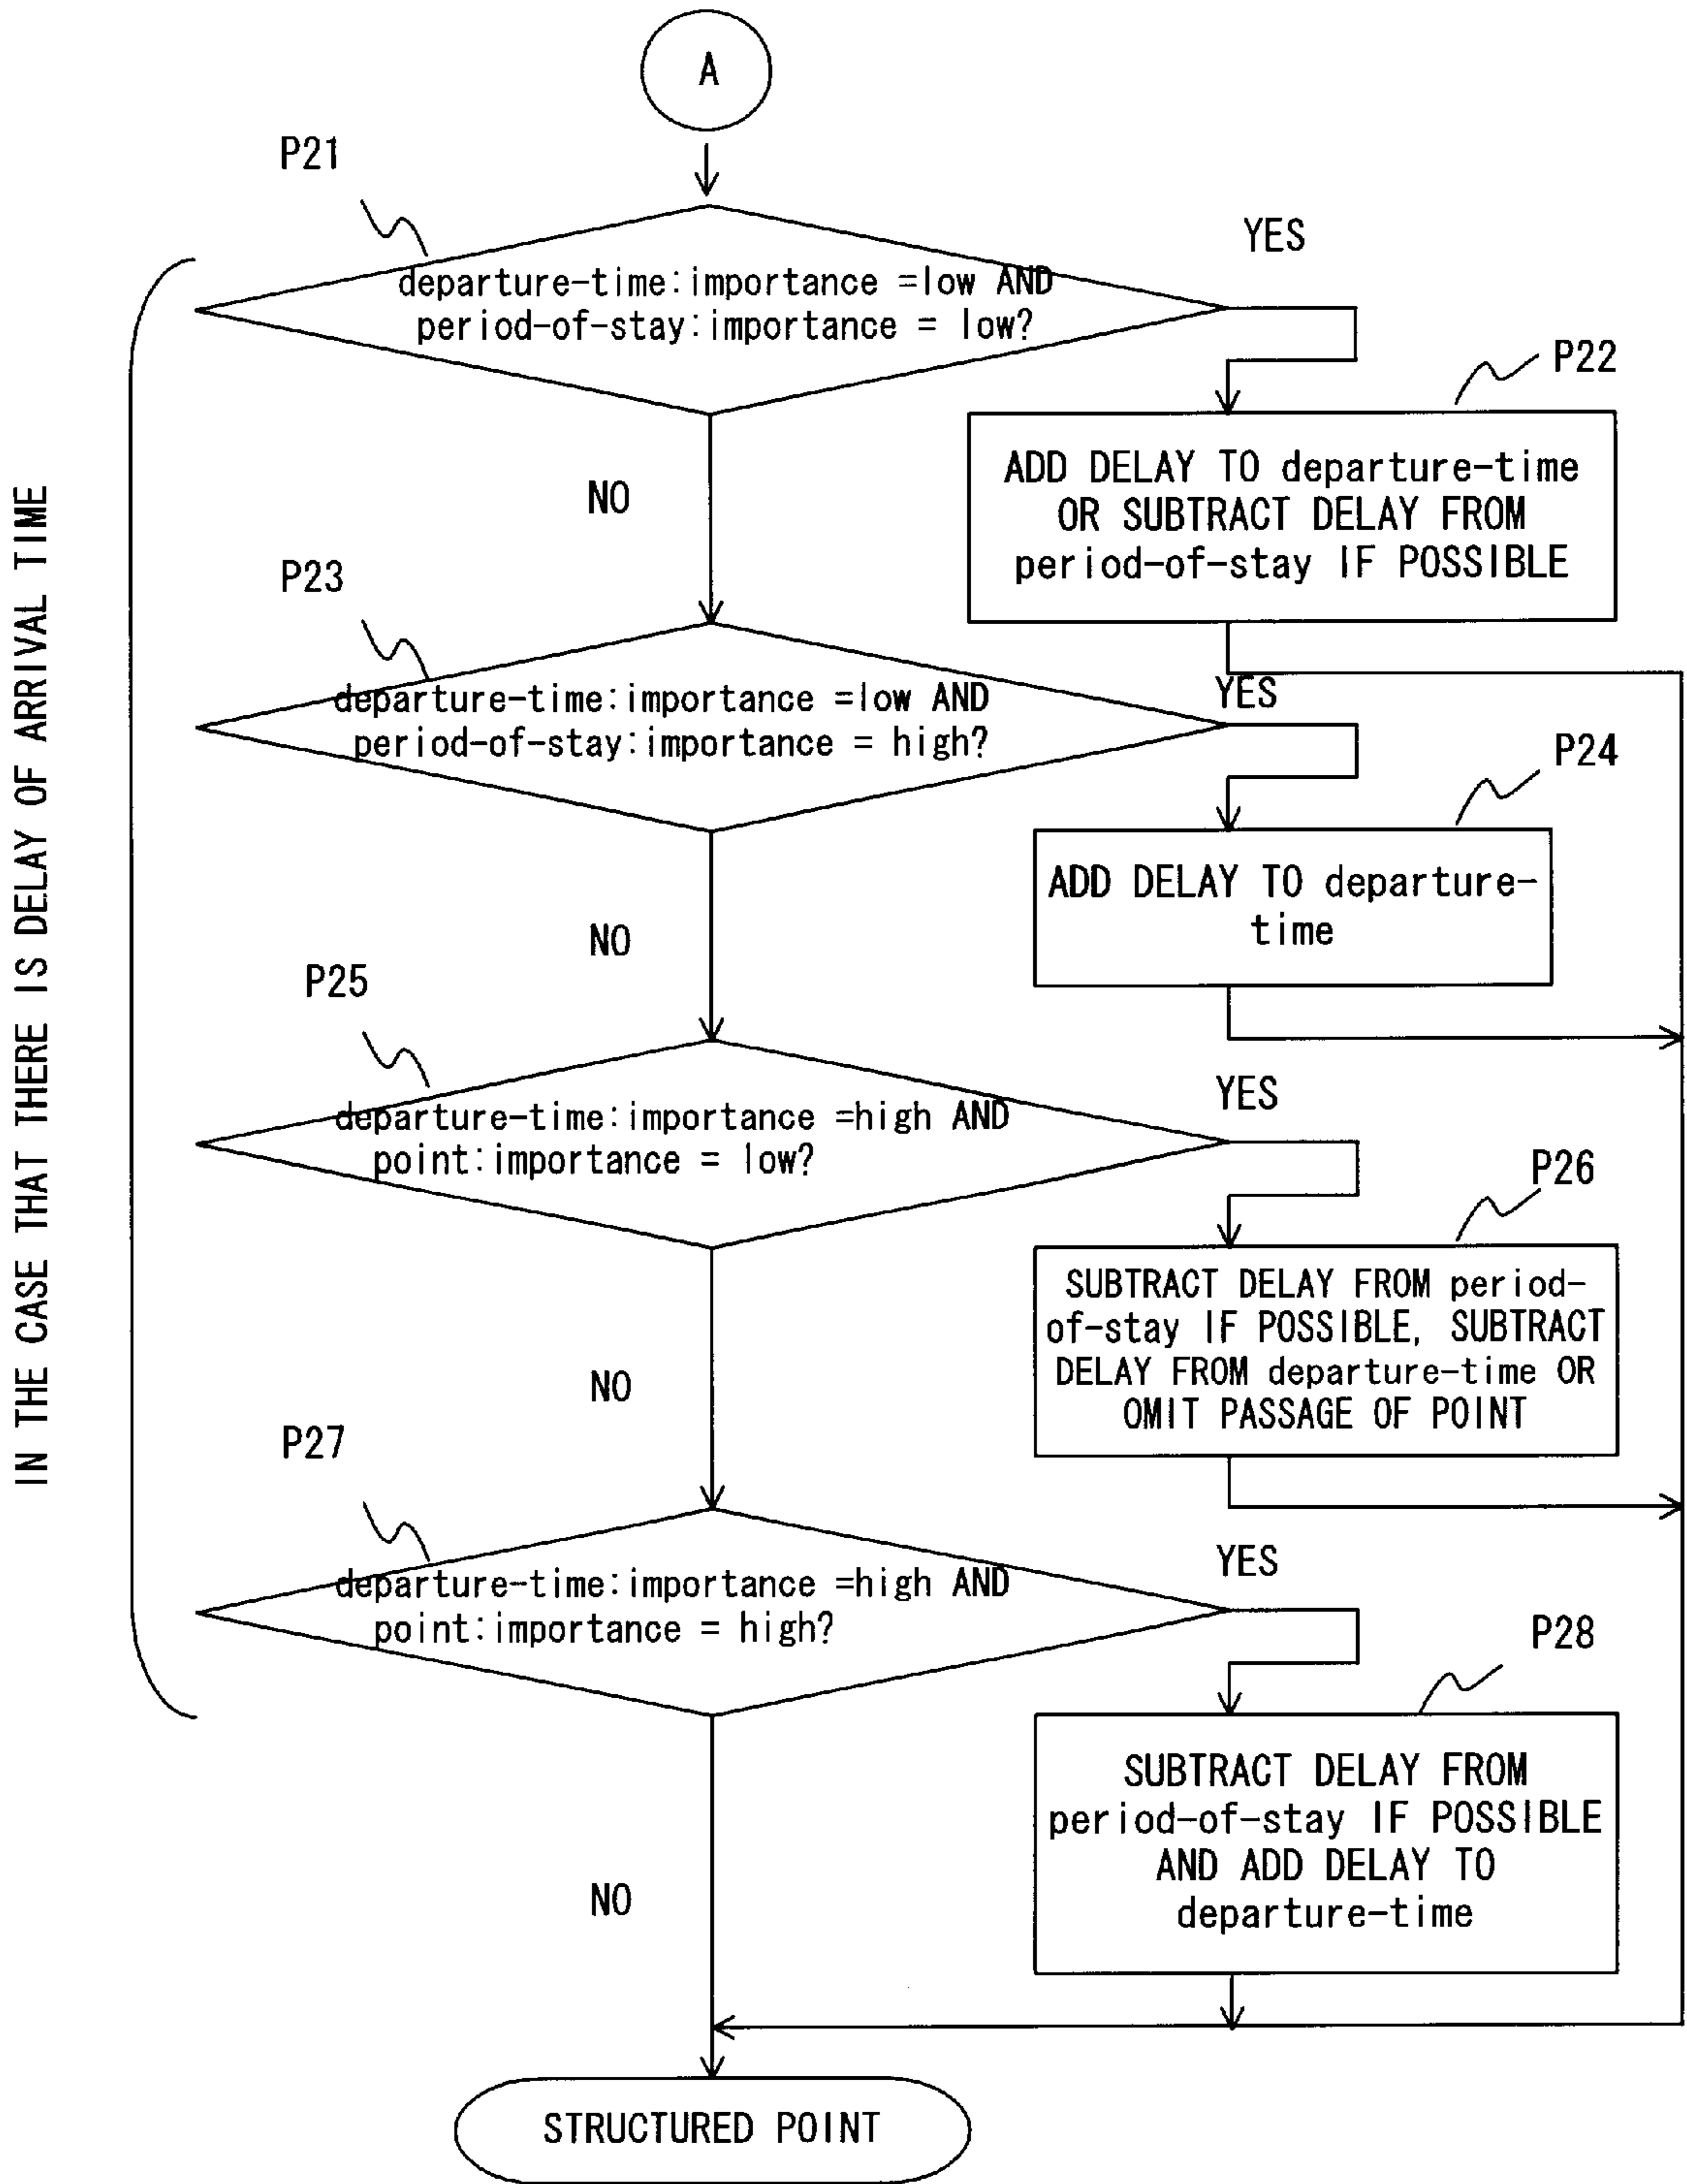 A
P21
YES
departure-time:importance =low AND
period-of-stay:importance = low?
P22
ADD DELAY TO departure-time
OR SUBTRACT DELAY FROM
period-of-stay IF POSSIBLE
NO
IN THE CASE THAT THERE IS DELAY OF ARRIVAL TIME
P23
YES
departure-time:importance =low AND
period-of-stay:importance = high?
P24
ADD DELAY TO departure-
time
NO
P25
YES
departure-time:importance =high AND
point:importance = low?
P26
SUBTRACT DELAY FROM period-
of-stay IF POSSIBLE, SUBTRACT
DELAY FROM departure-time OR
OMIT PASSAGE OF POINT
NO
P27
YES
departure-time:importance =high AND
point:importance = high?
P28
SUBTRACT DELAY FROM
period-of-stay IF POSSIBLE
AND ADD DELAY TO
departure-time
NO
STRUCTURED POINT